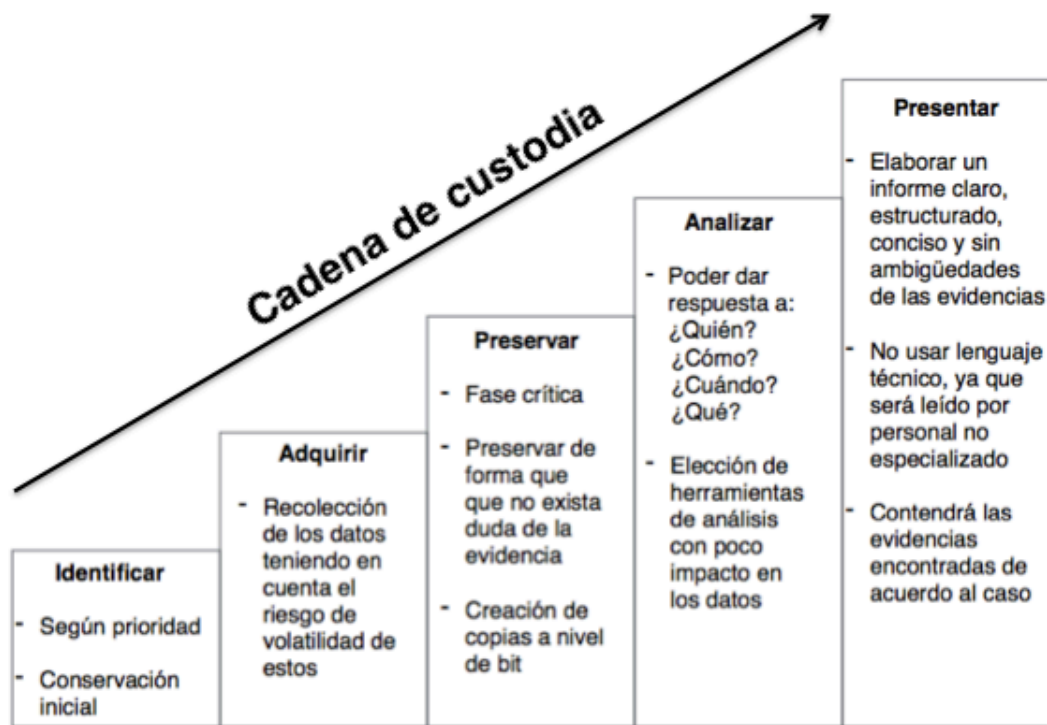 Cadena de custodia
Identificar
- Según prioridad
- Conservación
inicial
Adquirir
- Recolección
de los datos
teniendo en
cuenta el
riesgo de
volatilidad de
estos
Preservar
- Fase crítica
- Preservar de
forma que
que no exista
duda de la
evidencia
- Creación de
copias a nivel
de bit
Analizar
- Poder dar
respuesta a:
¿Quién?
¿Cómo?
¿Cuándo?
¿Qué?
- Elección de
herramientas
de análisis
con poco
impacto en
los datos
Presentar
- Elaborar un
informe claro,
estructurado,
conciso y sin
ambigüedades
de las evidencias
- No usar lenguaje
técnico, ya que
será leído por
personal no
especializado
- Contendrá las
evidencias
encontradas de
acuerdo al caso